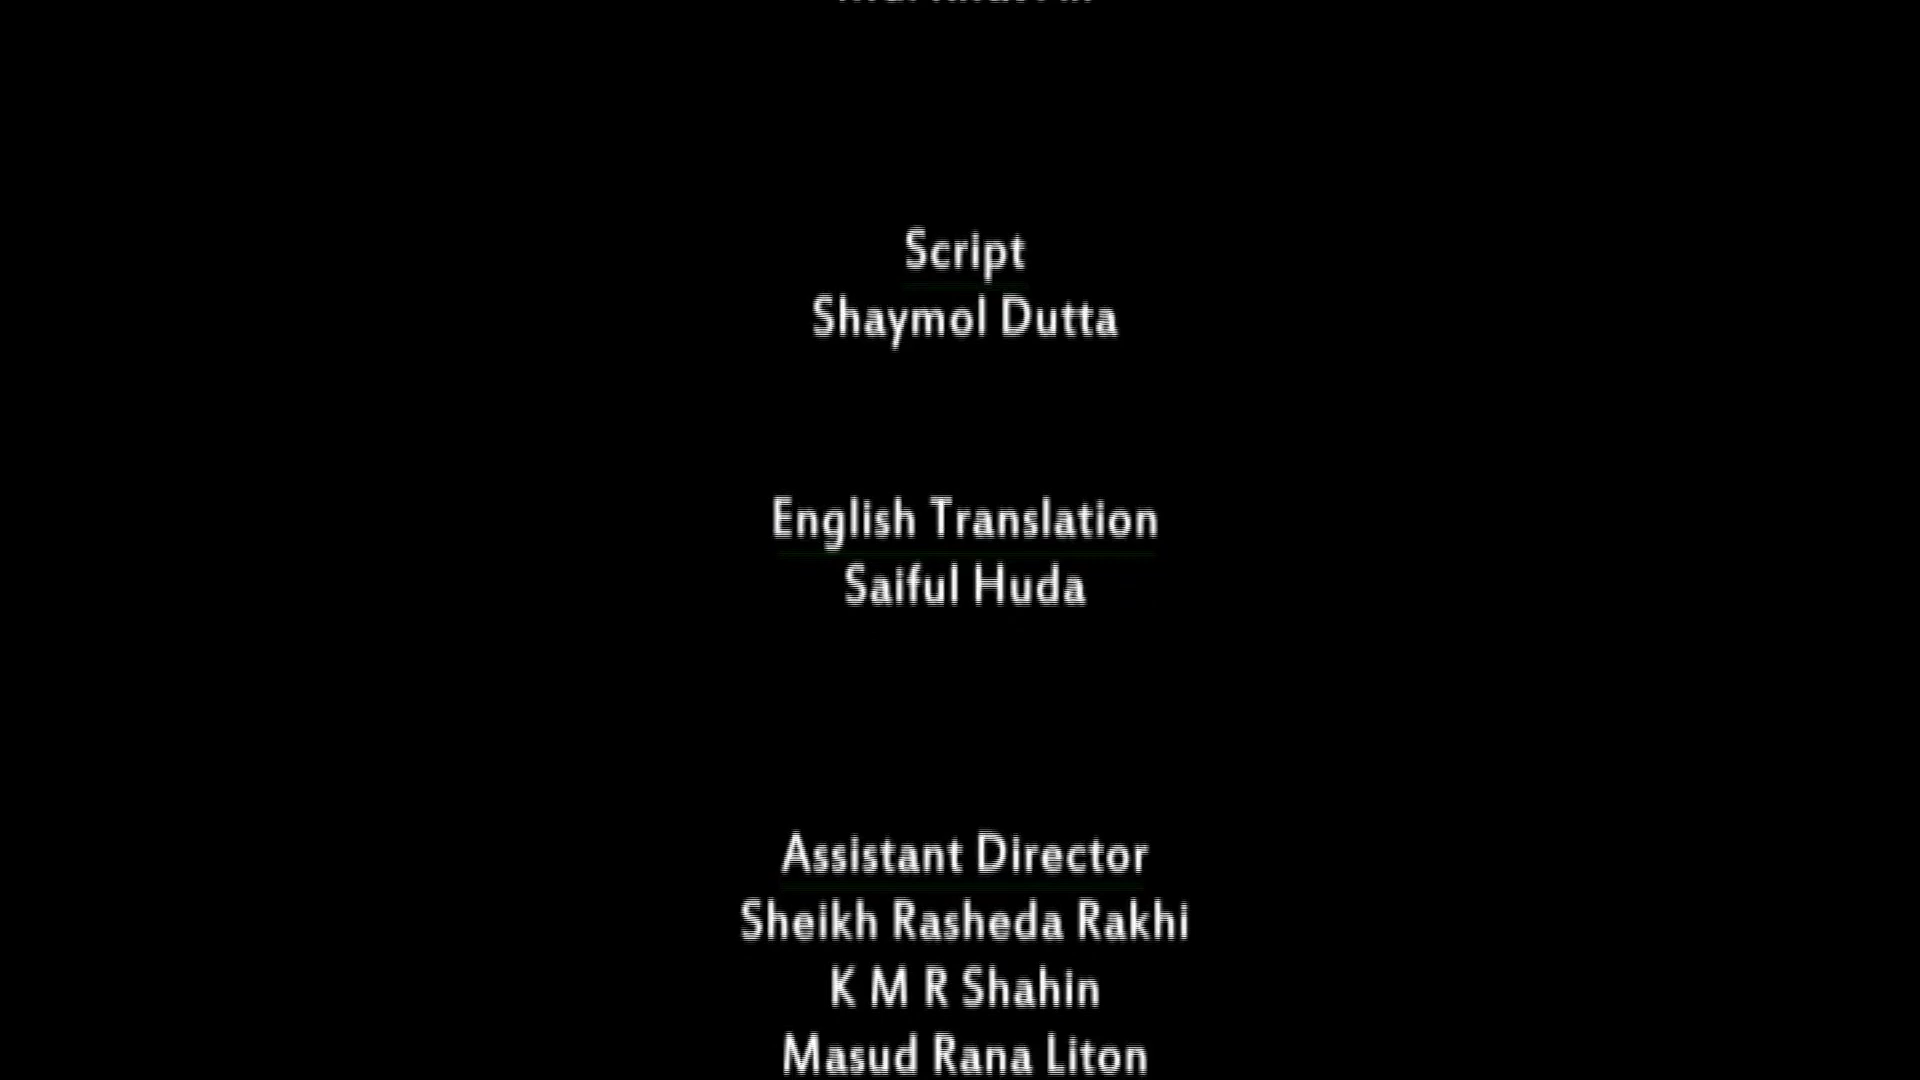 Script
Shaymol Dutta
English Translation
Saiful Huda
Assistant Director
Sheikh Rasheda Rakhi
K M R Shahin
Masud Rana Liton